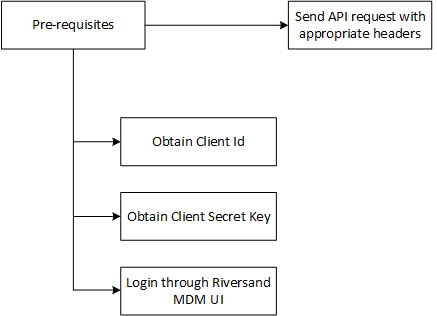 Pre-requisites
Send API request with
appropriate headers
Obtain Client Id
Obtain Client Secret Key
Login through Riversand
MDM UI